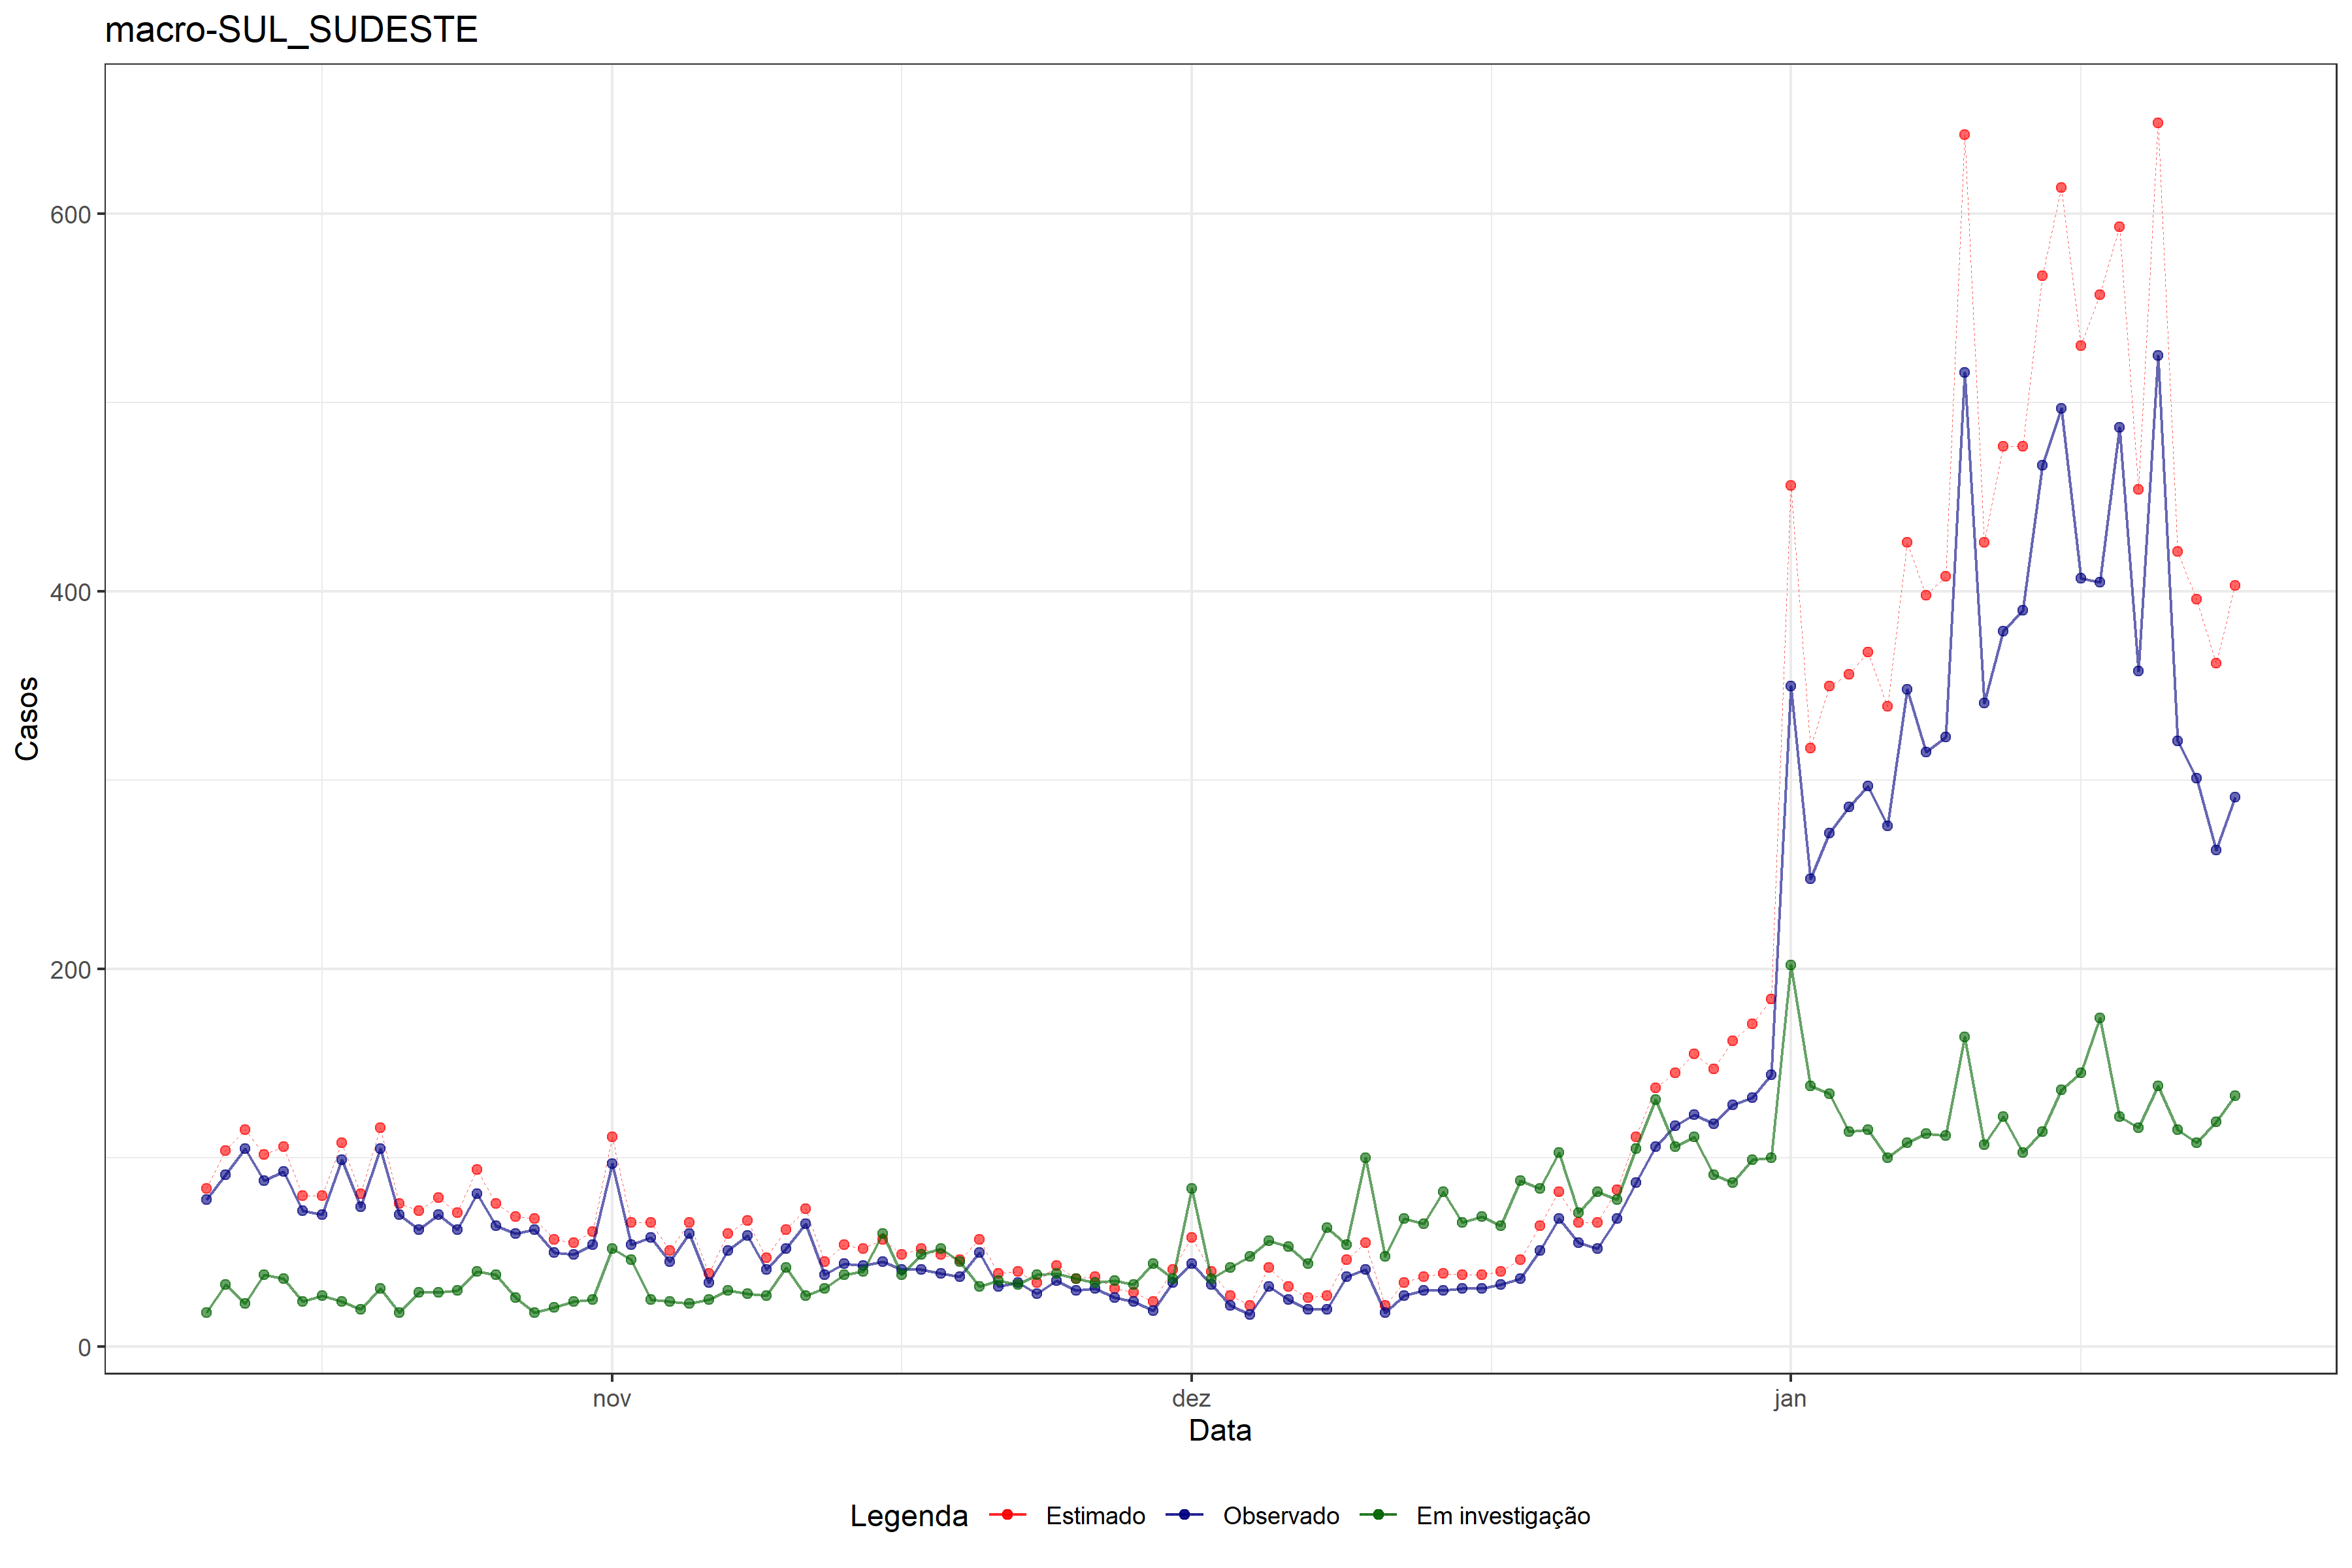 macro-SUL_SUDESTE
600
400
200
0
Casos
nov dez jan
Data
Legenda Estimado Observado Em investigação